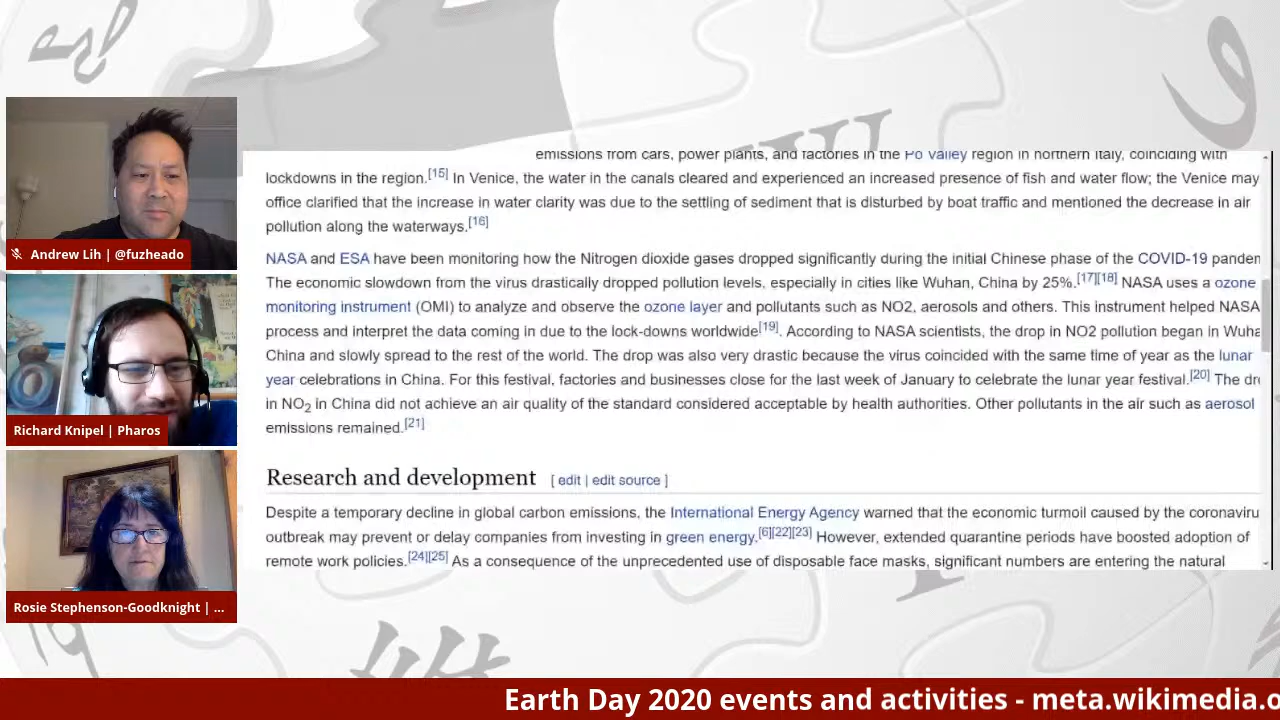 Andrew Lih | @fuzheado
Richard Knipel | Pharos
Rosie Stephenson-Goodknight | ...
emissions from cars, power plants, and factories in the Po Valley region in northern Italy, coinciding with
lockdowns in the region.[15] In Venice, the water in the canals cleared and experienced an increased presence of fish and water flow; the Venice may
office clarified that the increase in water clarity was due to the settling of sediment that is disturbed by boat traffic and mentioned the decrease in air
pollution along the waterways.[16]
NASA and ESA have been monitoring how the Nitrogen dioxide gases dropped significantly during the initial Chinese phase of the COVID-19 pandem
The economic slowdown from the virus drastically dropped pollution levels, especially in cities like Wuhan, China by 25%.[17][18] NASA uses a ozone
monitoring instrument (OMI) to analyze and observe the ozone layer and pollutants such as NO2, aerosols and others. This instrument helped NASA
process and interpret the data coming in due to the lock-downs worldwide[19]. According to NASA scientists, the drop in NO2 pollution began in Wuha
China and slowly spread to the rest of the world. The drop was also very drastic because the virus coincided with the same time of year as the lunar
year celebrations in China. For this festival, factories and businesses close for the last week of January to celebrate the lunar year festival.[20] The dr
in NO2 in China did not achieve an air quality of the standard considered acceptable by health authorities. Other pollutants in the air such as aerosol
emissions remained.[21]
Research and development [ edit | edit source ]
Despite a temporary decline in global carbon emissions, the International Energy Agency warned that the economic turmoil caused by the coronaviru
outbreak may prevent or delay companies from investing in green energy.[6][22][23] However, extended quarantine periods have boosted adoption of
remote work policies.[24][25] As a consequence of the unprecedented use of disposable face masks, significant numbers are entering the natural
Earth Day 2020 events and activities - meta.wikimedia.o